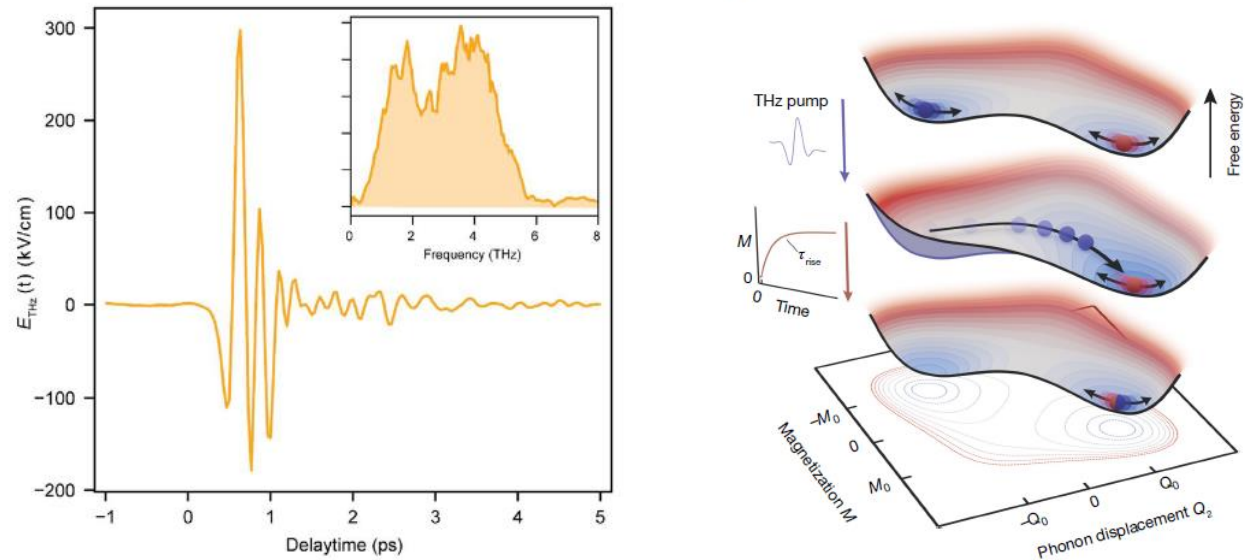 300
200
100
0
−100
−200
E_THz (t) (kV/cm)
−1
0
1
2
3
4
5
Delaytime (ps)
0
2
4
6
8
Frequency (THz)
THz pump
M
0
0
τ_rise
Time
Free energy
−M₀
0
M₀
Magnetization M
−Q₀
0
Q₀
Phonon displacement Q₂